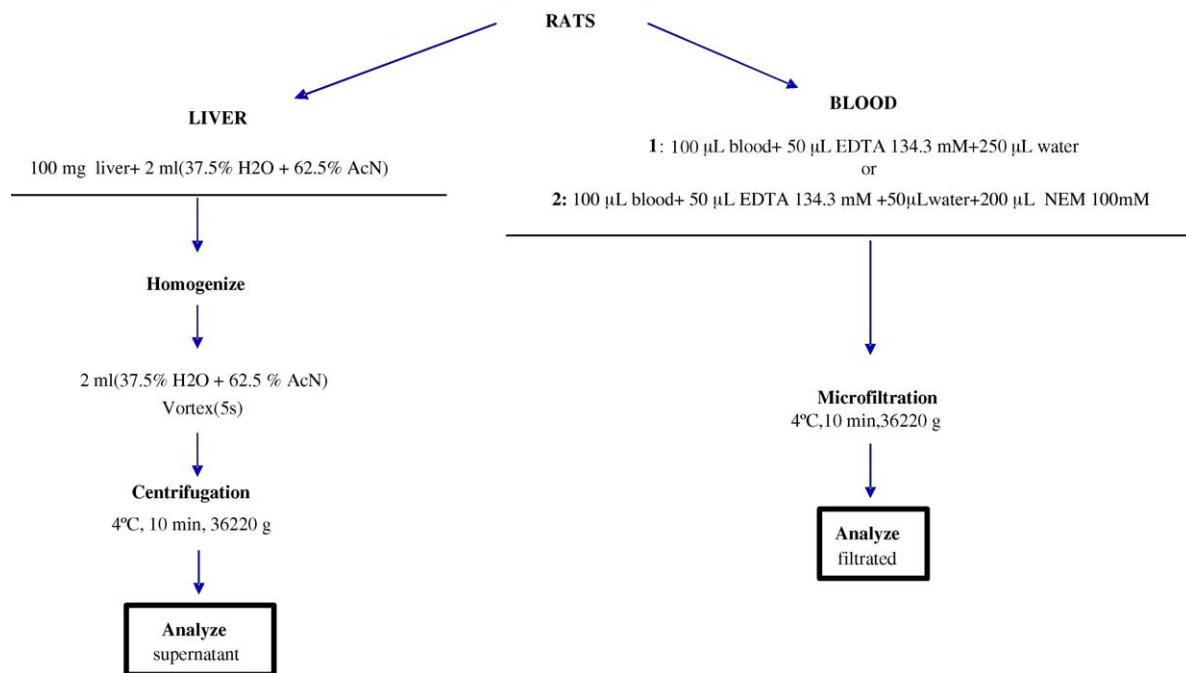 RATS
LIVER
100 mg liver+ 2 ml(37.5% H2O + 62.5% AcN)
Homogenize
2 ml(37.5% H2O + 62.5 % AcN)
Vortex(5s)
Centrifugation
4ºC, 10 min, 36220 g
Analyze
supernatant
BLOOD
1: 100 µL blood+ 50 µL EDTA 134.3 mM+250 µL water
or
2: 100 µL blood+ 50 µL EDTA 134.3 mM +50µLwater+200 µL NEM 100mM
Microfiltration
4ºC,10 min,36220 g
Analyze
filtrated